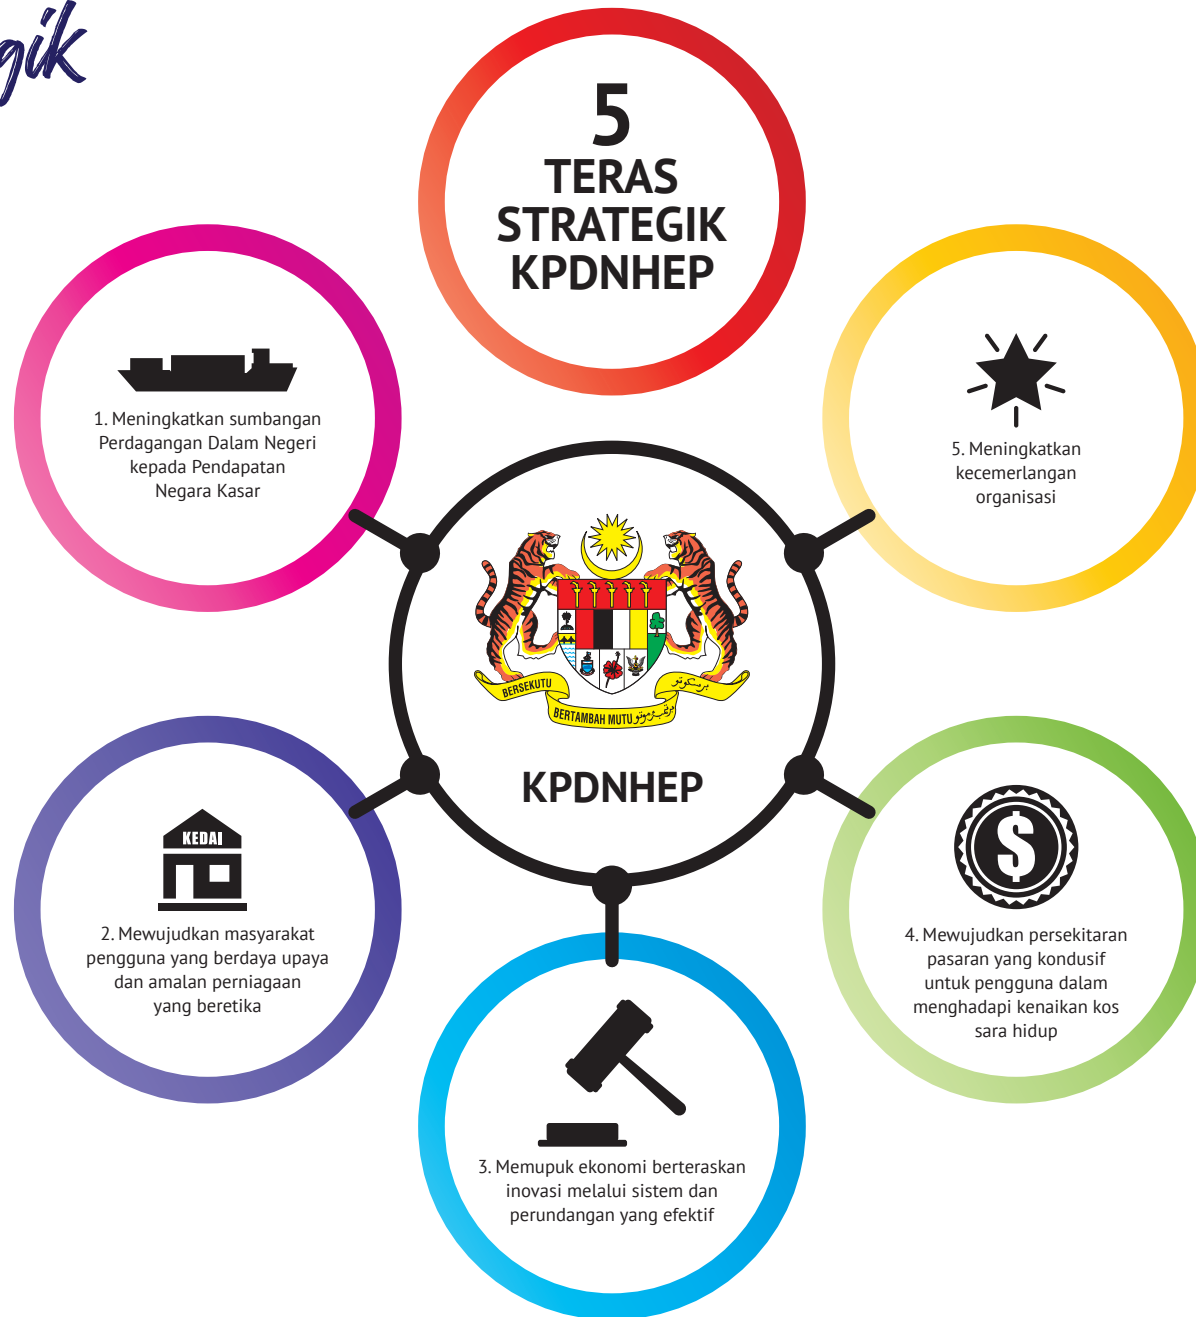 gik
5
TERAS
STRATEGIK
KPDNHEP
1. Meningkatkan sumbangan
Perdagangan Dalam Negeri
kepada Pendapatan
Negara Kasar
5. Meningkatkan
kecemerlangan
organisasi
BERSEKUTU
برسکوتو
BERTAMBAH MUTU
KPDNHEP
KEDAI
2. Mewujudkan masyarakat
pengguna yang berdaya upaya
dan amalan perniagaan
yang beretika
$
4. Mewujudkan persekitaran
pasaran yang kondusif
untuk pengguna dalam
menghadapi kenaikan kos
sara hidup
3. Memupuk ekonomi berteraskan
inovasi melalui sistem dan
perundangan yang efektif